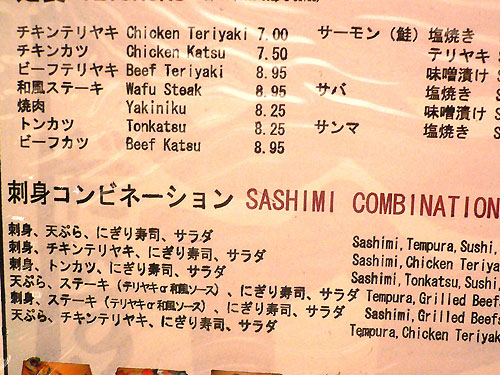 チキンテリヤキ Chicken Teriyaki 7.00 サーモン（鮭）塩焼き
チキンカツ Chicken Katsu 7.50 テリヤキ
ビーフテリヤキ Beef Teriyaki 8.95 味噌漬け
和風ステーキ Wafu Steak 8.95 サバ 塩焼き
焼肉 Yakiniku 8.25 味噌漬け
トンカツ Tonkatsu 8.25 サンマ 塩焼き
ビーフカツ Beef Katsu 8.95
刺身コンビネーション SASHIMI COMBINATION
刺身、天ぷら、にぎり寿司、サラダ Sashimi,Tempura,Sushi,
刺身、チキンテリヤキ、にぎり寿司、サラダ Sashimi,Chicken Teriya
刺身、トンカツ、にぎり寿司、サラダ Sashimi,Tonkatsu,Sushi,
天ぷら、ステーキ（テリヤキor和風ソース）、にぎり寿司、サラダ Tempura,Grilled Beef
刺身、ステーキ（テリヤキor和風ソース）、にぎり寿司、サラダ Sashimi,Grilled Beef
天ぷら、チキンテリヤキ、にぎり寿司、サラダ Tempura,Chicken Teriyak